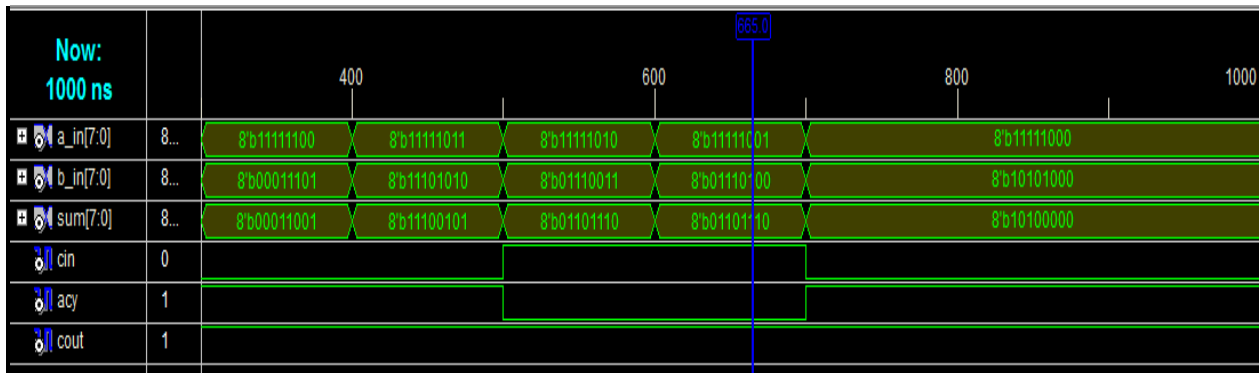 665.0
Now:
1000 ns
400 600 800 1000
a_in[7:0] 8... 8'b11111100 8'b11111011 8'b11111010 8'b11111001 8'b11111000
b_in[7:0] 8... 8'b00011101 8'b11101010 8'b01110011 8'b01110100 8'b10101000
sum[7:0] 8... 8'b00011001 8'b11100101 8'b01101110 8'b01101110 8'b10100000
cin 0
acy 1
cout 1